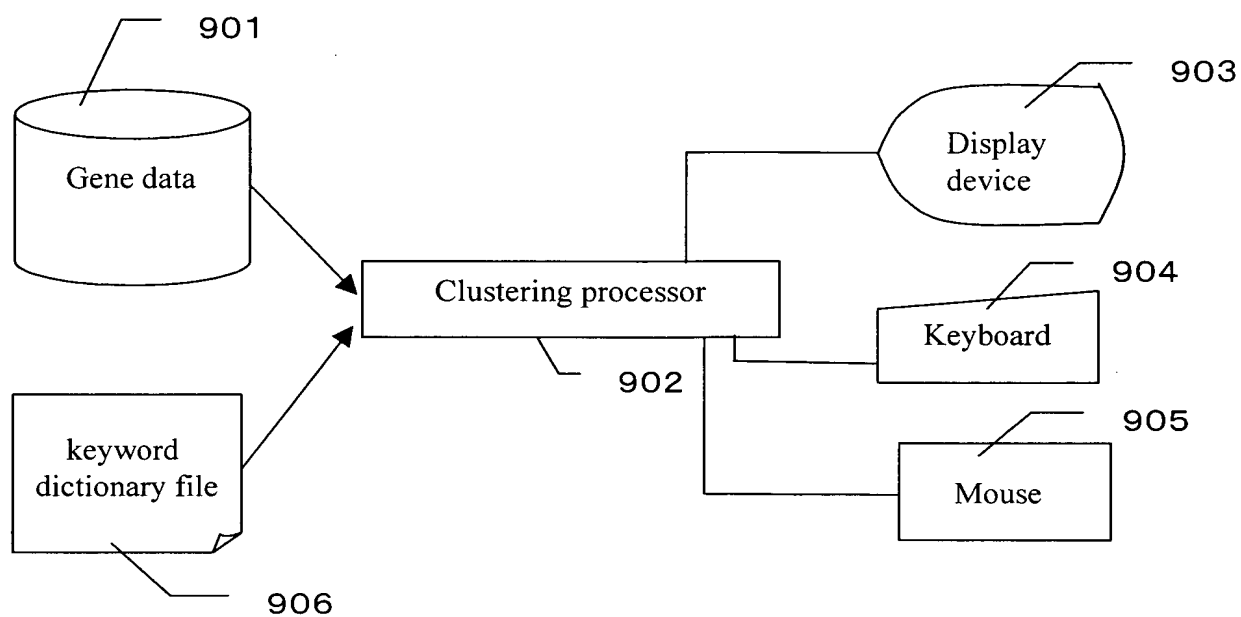 901
Gene data
903
Display
device
Clustering processor
904
Keyboard
902
905
Mouse
keyword
dictionary file
906